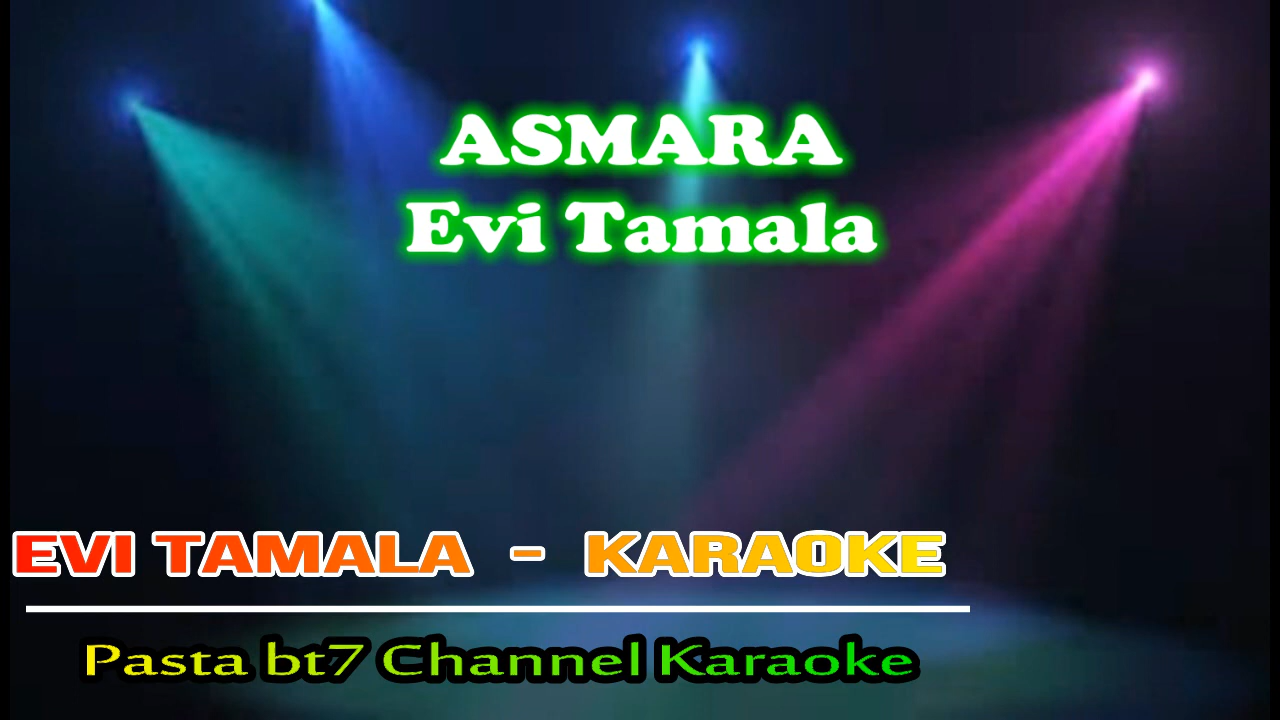 ASMARA
Evi Tamala
EVI TAMALA - KARAOKE
Pasta bt7 Channel Karaoke